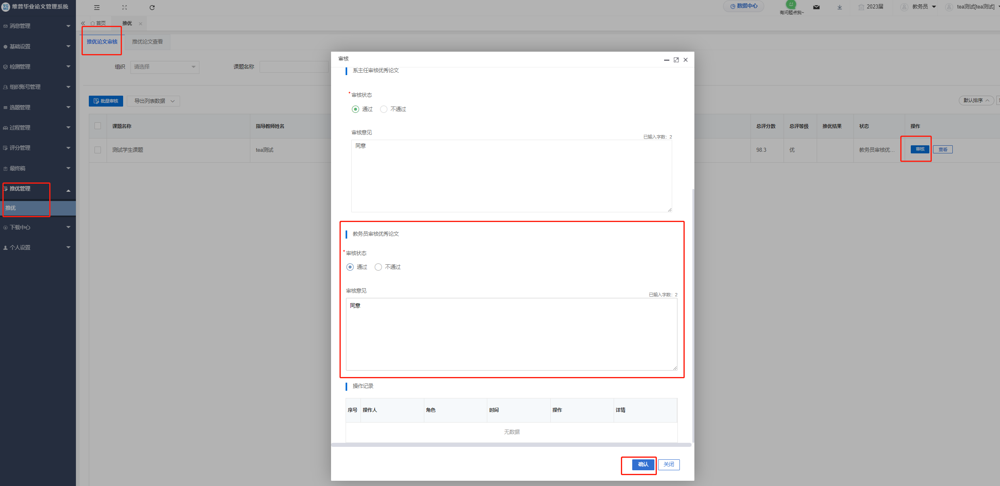 维普毕业论文管理系统
数据中心
有问题点我~
2023届
教务员
tea测试[tea测试]
首页
推优
消息管理
基础设置
检测管理
组织账号管理
选题管理
过程管理
评分管理
最终稿
推优管理
推优
下载中心
个人设置
推优论文审核
推优论文查看
组织
请选择
课题名称
批量审核
导出列表数据
默认排序
课题名称
指导教师姓名
总评分数
总评等级
推优结果
状态
操作
测试学生课题
tea测试
98.3
优
教务员审核优...
审核
查看
审核
系主任审核优秀论文
*审核状态
通过
不通过
审核意见
已输入字数：2
同意
教务员审核优秀论文
*审核状态
通过
不通过
审核意见
已输入字数：2
同意
操作记录
序号
操作人
角色
时间
操作
详情
无数据
确认
关闭